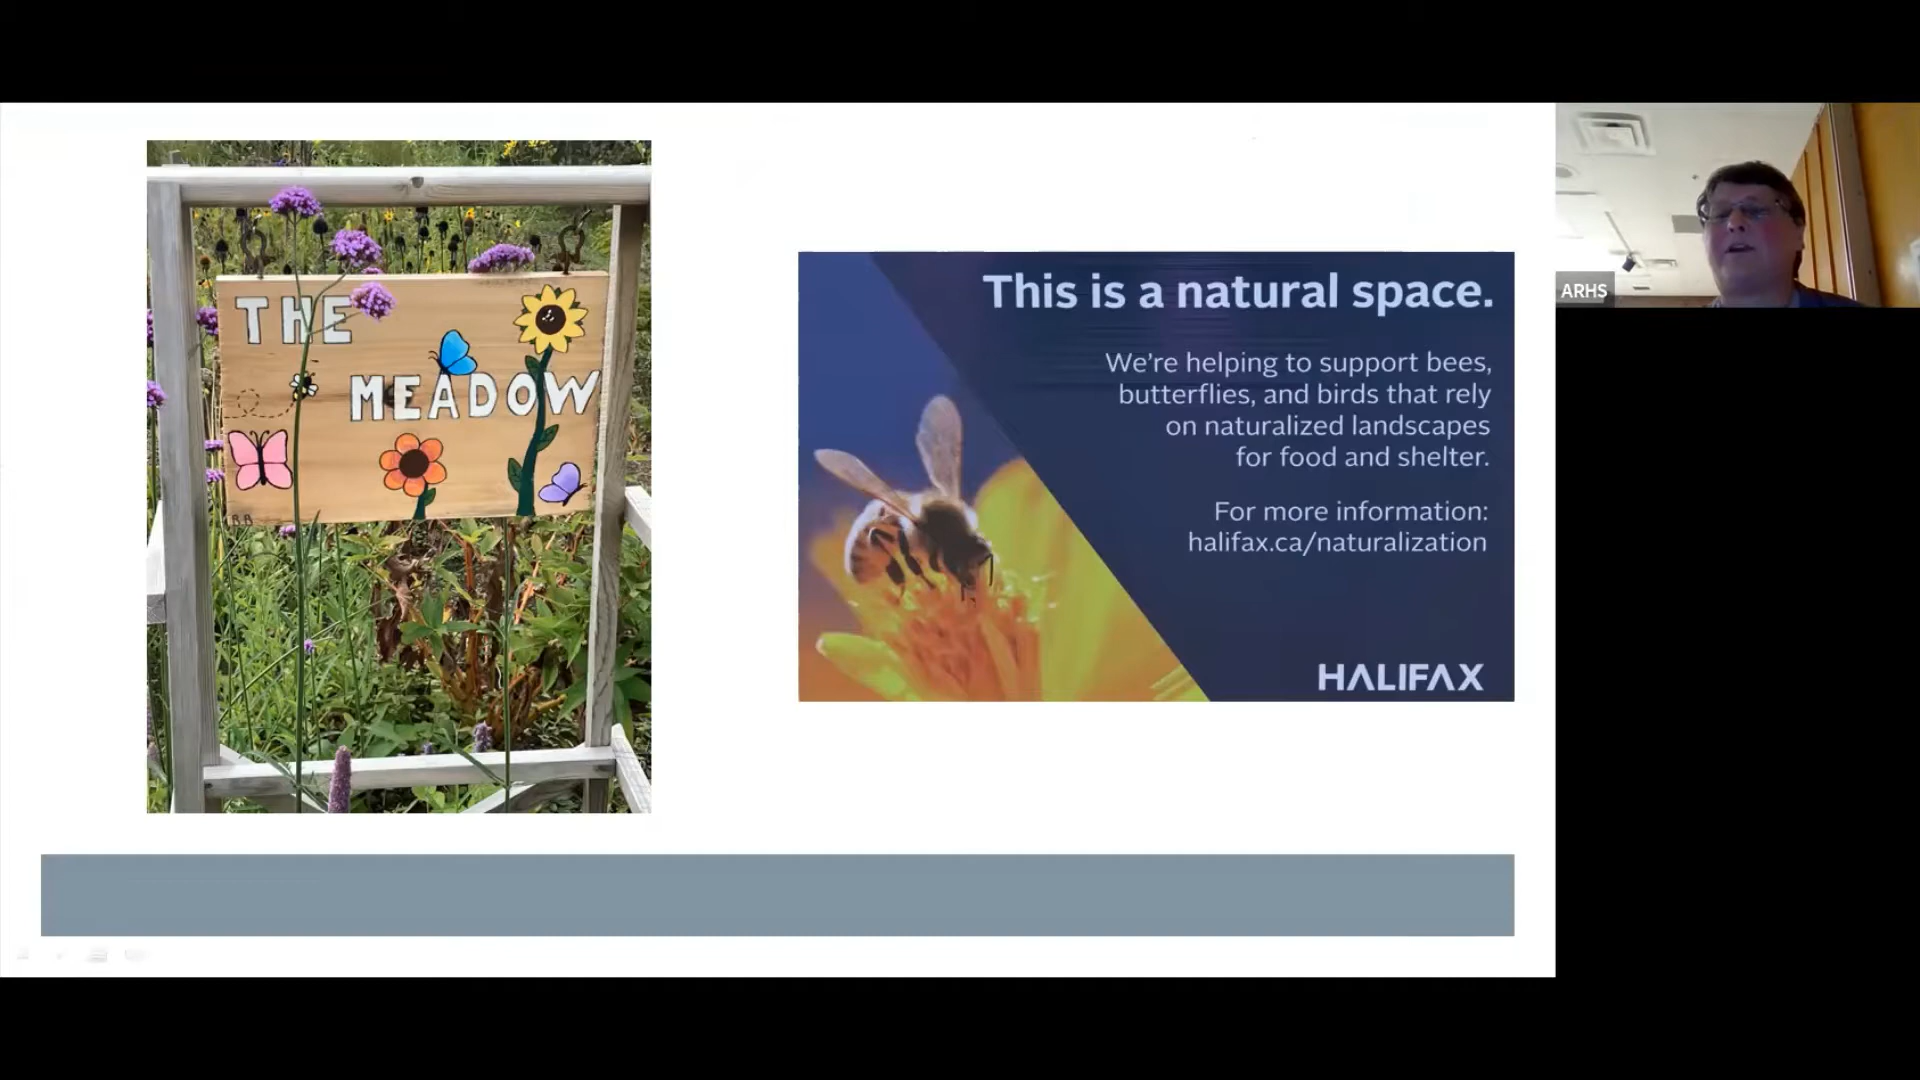 THE
MEADOW
BB
This is a natural space.
We're helping to support bees,
butterflies, and birds that rely
on naturalized landscapes
for food and shelter.
For more information:
halifax.ca/naturalization
HALIFAX
ARHS